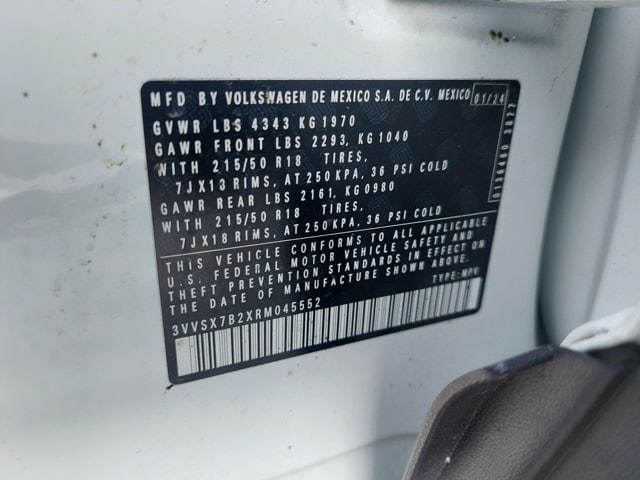 MFD BY VOLKSWAGEN DE MEXICO S.A. DE C.V. MEXICO 01/24
GVWR LBS 4343 KG 1970
GAWR FRONT LBS 2293, KG 1040
WITH 215/50 R18 TIRES,
7JX13 RIMS, AT 250 KPA, 36 PSI COLD
GAWR REAR LBS 2161, KG 0980
WITH 215/50 R18 TIRES,
7JX18 RIMS, AT 250 KPA, 36 PSI COLD
THIS VEHICLE CONFORMS TO ALL APPLICABLE
U.S. FEDERAL MOTOR VEHICLE SAFETY AND
THEFT PREVENTION STANDARDS IN EFFECT ON
THE DATE OF MANUFACTURE SHOWN ABOVE.
3VVSX7B2XRM045552 TYPE: MPV
0136460 3027